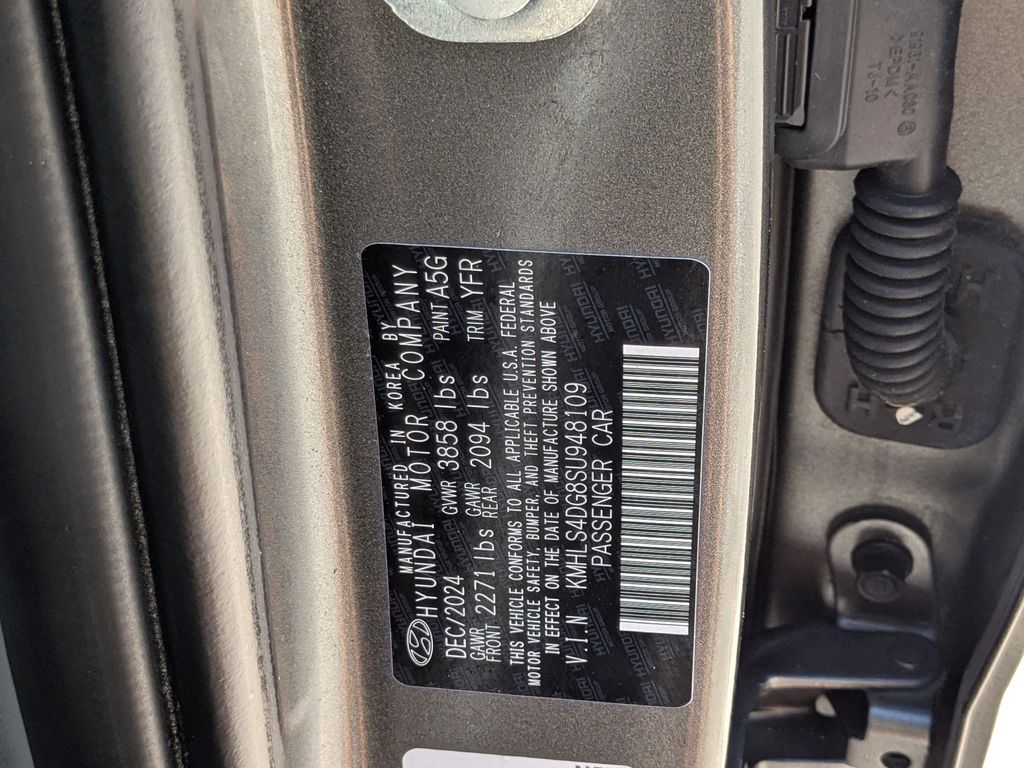 MANUFACTURED IN KOREA BY
HYUNDAI MOTOR COMPANY
DEC/2024 GVWR 3858 lbs PAINT A5G
GAWR FRONT 2271 lbs GAWR REAR 2094 lbs TRIM YFR
THIS VEHICLE CONFORMS TO ALL APPLICABLE U.S.A. FEDERAL
MOTOR VEHICLE SAFETY, BUMPER, AND THEFT PREVENTION STANDARDS
IN EFFECT ON THE DATE OF MANUFACTURE SHOWN ABOVE
V.I.N KMHLS4DG8SU948109
PASSENGER CAR
TJ-10